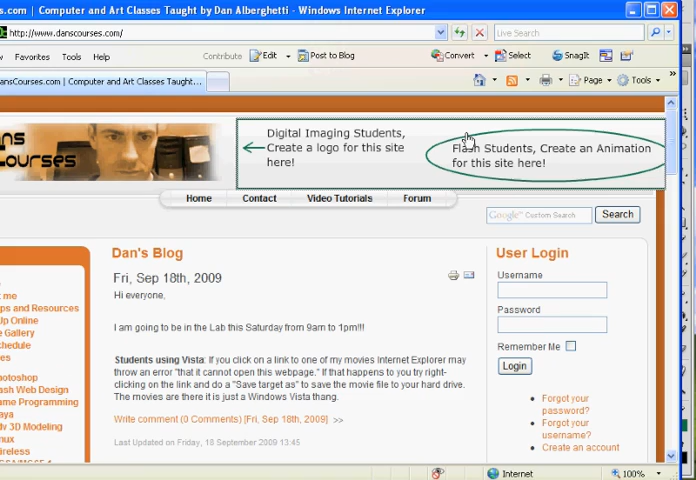 s.com | Computer and Art Classes Taught by Dan Alberghetti - Windows Internet Explorer
http://www.danscourses.com/
Live Search
Favorites Tools Help
Contribute Edit Post to Blog
Convert Select SnagIt
ansCourses.com | Computer and Art Classes Taught...
Page Tools
ns
Courses
Digital Imaging Students,
Create a logo for this site
here!
Flash Students, Create an Animation
for this site here!
Home Contact Video Tutorials Forum
Google™ Custom Search Search
Dan's Blog
Fri, Sep 18th, 2009
Hi everyone,
I am going to be in the Lab this Saturday from 9am to 1pm!!!
Students using Vista: If you click on a link to one of my movies Internet Explorer may
throw an error "that it cannot open this webpage." If that happens to you try right-
clicking on the link and do a "Save target as" to save the movie file to your hard drive.
The movies are there it is just a Windows Vista thang.
Write comment (0 Comments) [Fri, Sep 18th, 2009] >>
Last Updated on Friday, 18 September 2009 13:45
User Login
Username
Password
Remember Me
Login
Forgot your
password?
Forgot your
username?
Create an account
t me
ps and Resources
Up Online
e Gallery
chedule
es
otoshop
ash Web Design
ame Programming
aya
dv 3D Modeling
nux
ireless
Internet
100%